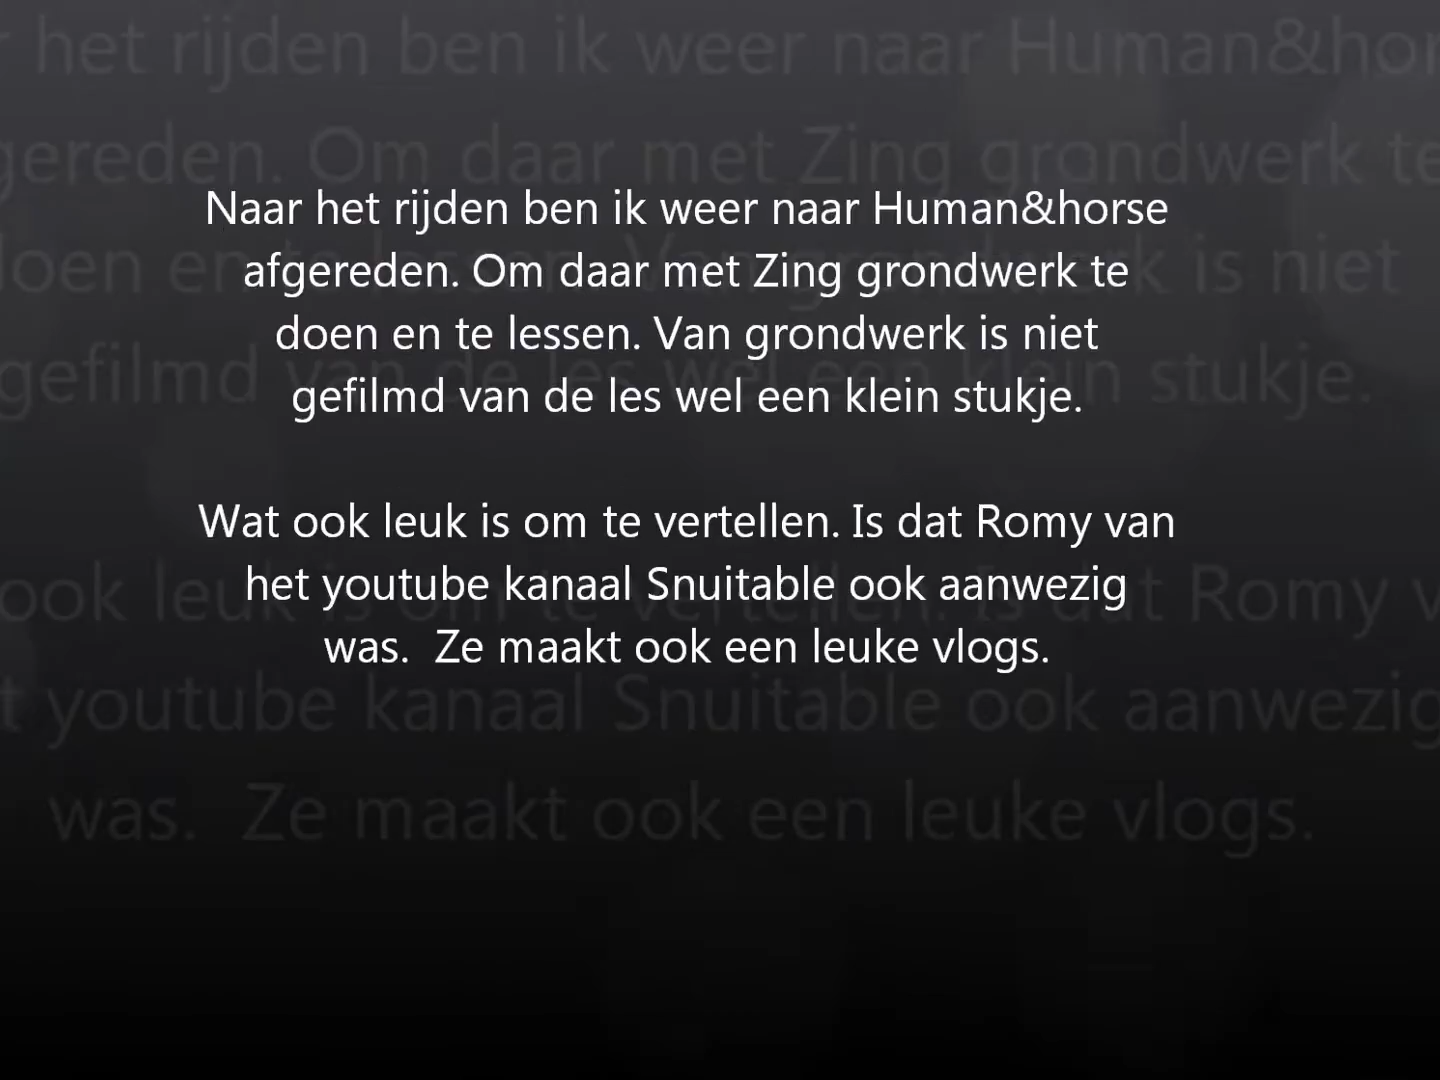 Naar het rijden ben ik weer naar Human&horse
afgereden. Om daar met Zing grondwerk te
doen en te lessen. Van grondwerk is niet
gefilmd van de les wel een klein stukje.
Wat ook leuk is om te vertellen. Is dat Romy van
het youtube kanaal Snuitable ook aanwezig
was.  Ze maakt ook een leuke vlogs.